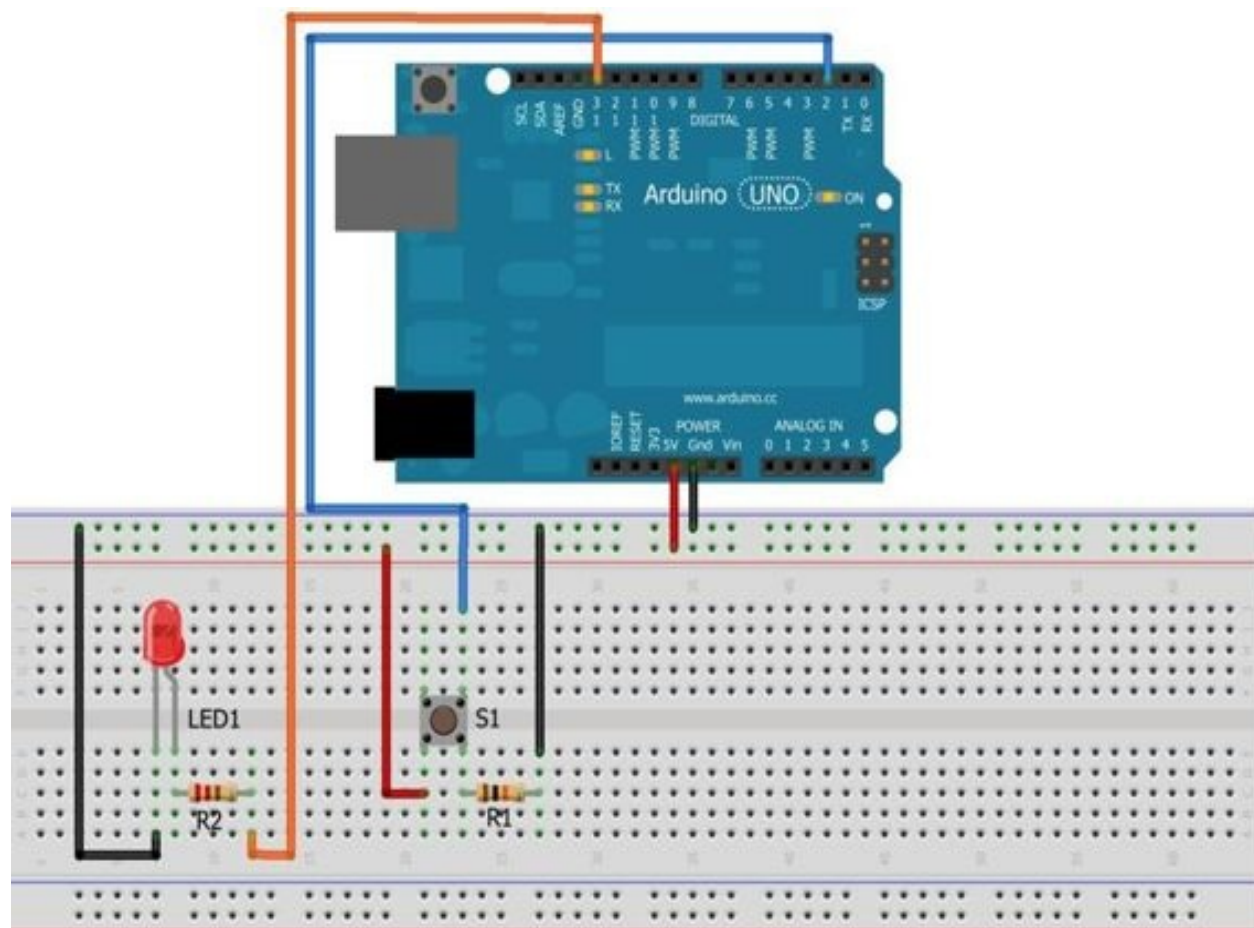 SCL
SDA
AREF
GND
13
12
11
10
9
8
7
6
5
4
3
2
1
0
DIGITAL
PWM
PWM
PWM
PWM
PWM
PWM
TX
RX
L
TX
RX
Arduino UNO
ON
1
ICSP
www.arduino.cc
POWER
ANALOG IN
IOREF
RESET
3V3
5V Gnd Vin
0 1 2 3 4 5
LED1
S1
R2
R1